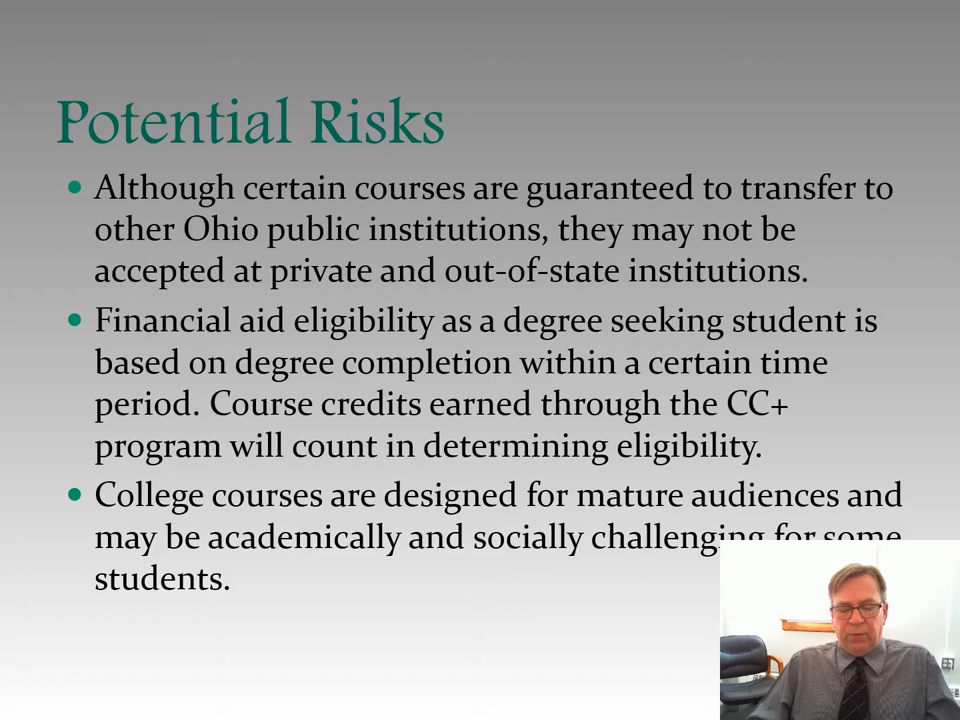 Potential Risks
Although certain courses are guaranteed to transfer to
other Ohio public institutions, they may not be
accepted at private and out-of-state institutions.
Financial aid eligibility as a degree seeking student is
based on degree completion within a certain time
period. Course credits earned through the CC+
program will count in determining eligibility.
College courses are designed for mature audiences and
may be academically and socially challenging for some
students.